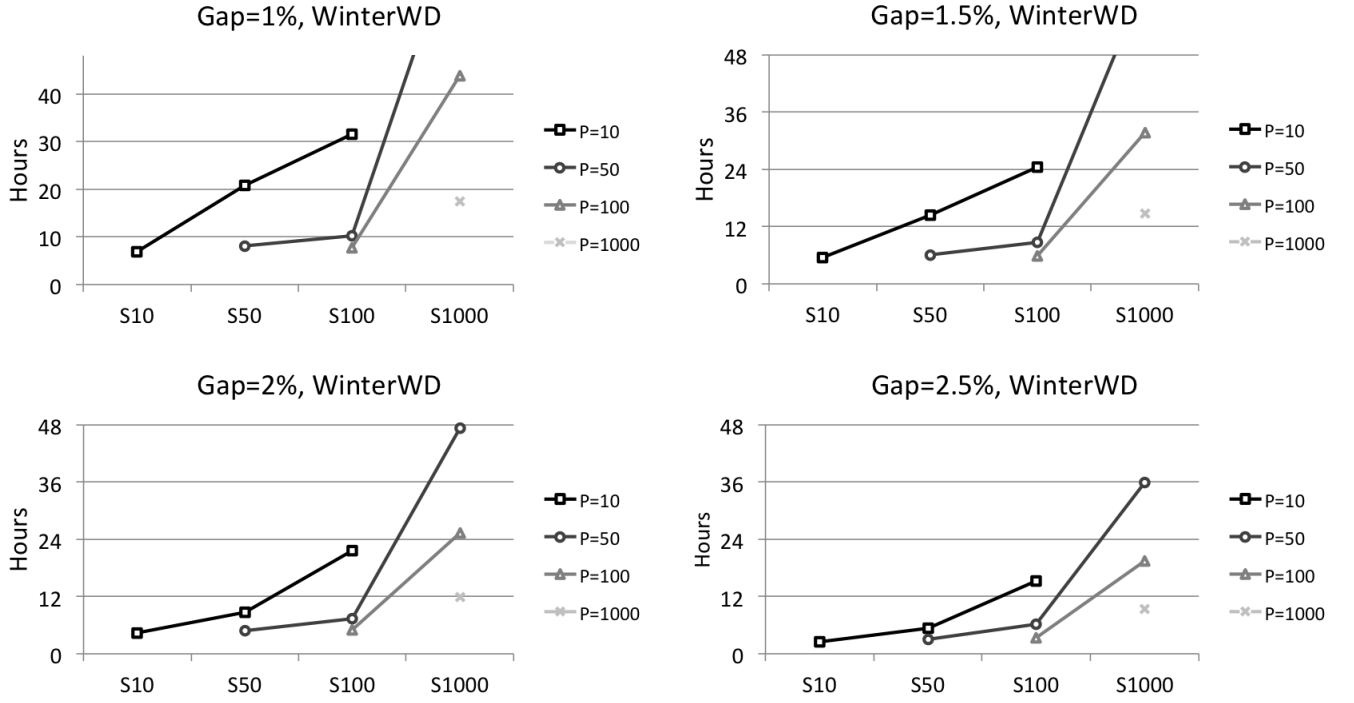 Gap=1%, WinterWD
Hours
40
30
20
10
0
S10 S50 S100 S1000
P=10
P=50
P=100
P=1000
Gap=1.5%, WinterWD
Hours
48
36
24
12
0
S10 S50 S100 S1000
P=10
P=50
P=100
P=1000
Gap=2%, WinterWD
Hours
48
36
24
12
0
S10 S50 S100 S1000
P=10
P=50
P=100
P=1000
Gap=2.5%, WinterWD
Hours
48
36
24
12
0
S10 S50 S100 S1000
P=10
P=50
P=100
P=1000